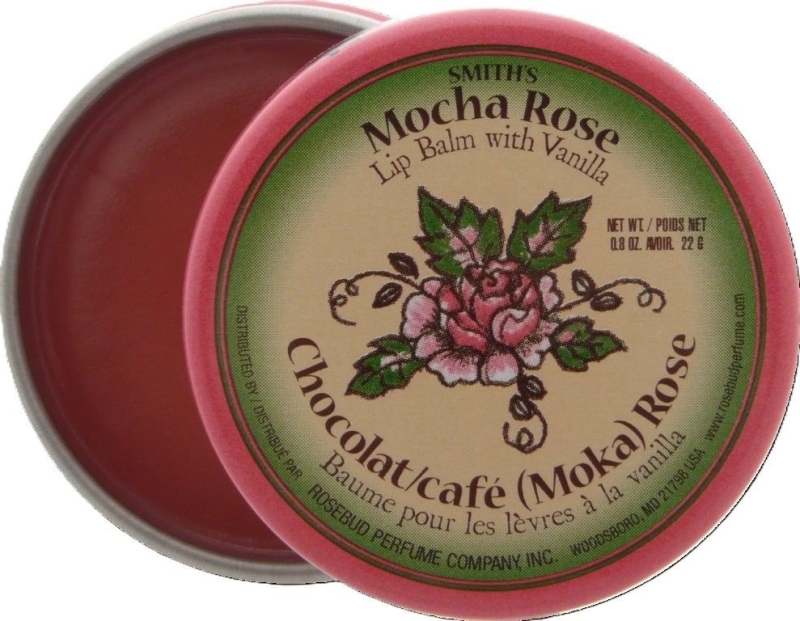 SMITH'S
Mocha Rose
Lip Balm with Vanilla
NET WT. / POIDS NET
0.8 OZ. AVOIR. 22 G
Chocolat/café (Moka) Rose
Baume pour les lèvres à la vanilla
DISTRIBUTED BY / DISTRIBUÉ PAR
ROSEBUD PERFUME COMPANY, INC.
WOODSBORO, MD 21798 USA
www.rosebudperfume.com